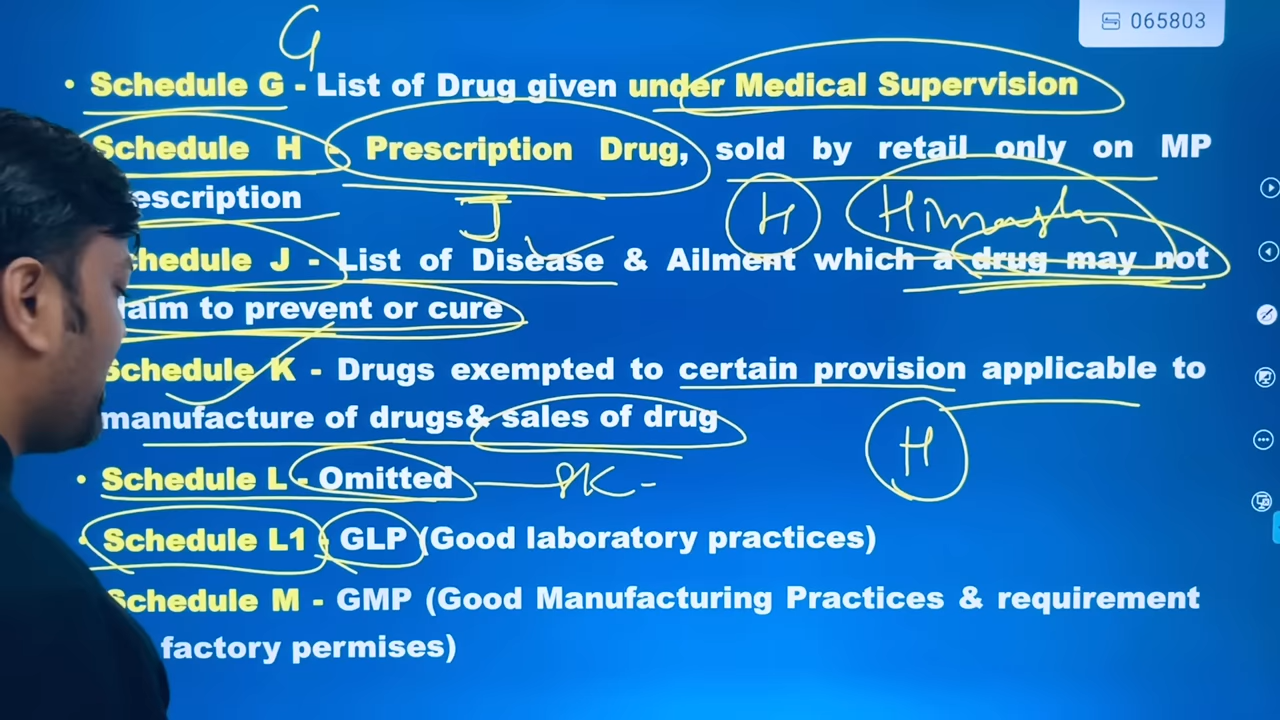 065803
G
• Schedule G - List of Drug given under Medical Supervision
Schedule H - Prescription Drug, sold by retail only on MP
escription
J
H
• chedule J - List of Disease & Ailment which a drug may not
laim to prevent or cure
Schedule K - Drugs exempted to certain provision applicable to
manufacture of drugs& sales of drug
H
• Schedule L - Omitted
• Schedule L1 - GLP (Good laboratory practices)
Schedule M - GMP (Good Manufacturing Practices & requirement
factory permises)